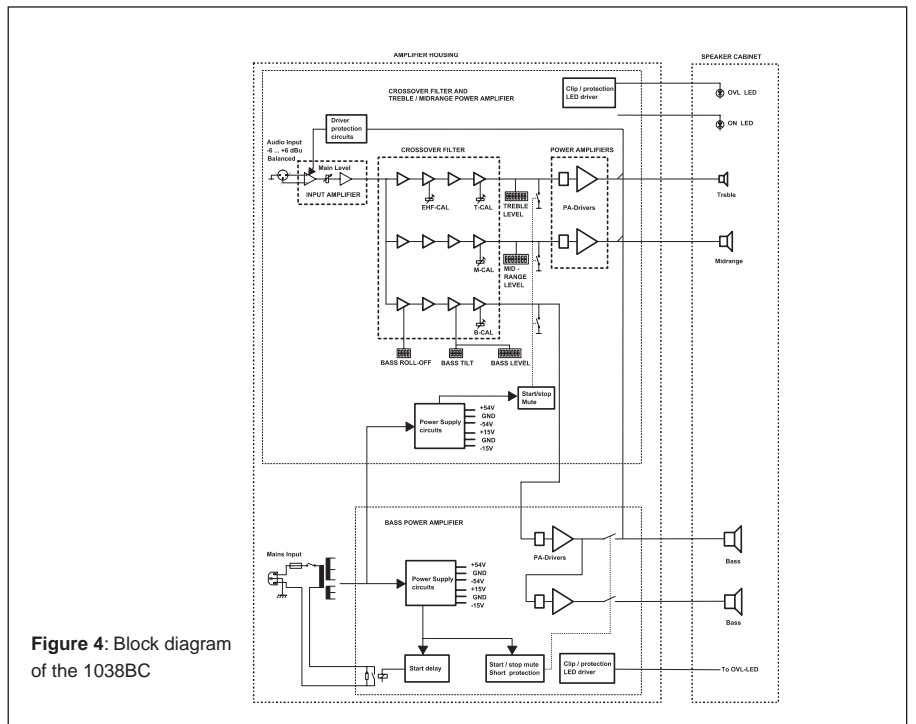 AMPLIFIER HOUSING
SPEAKER CABINET
CROSSOVER FILTER AND
TREBLE / MIDRANGE POWER AMPLIFIER
Clip / protection
LED driver
OVL LED
ON LED
Driver
protection
circuits
Audio Input
-6 ... +6 dBu
Balanced
Main Level
INPUT AMPLIFIER
CROSSOVER FILTER
POWER AMPLIFIERS
EHF-CAL
T-CAL
TREBLE
LEVEL
PA-Drivers
Treble
M-CAL
MID -
RANGE
LEVEL
Midrange
B-CAL
BASS ROLL-OFF
BASS TILT
BASS LEVEL
Start/stop
Mute
Power Supply
circuits
+54V
GND
-54V
+15V
GND
-15V
BASS POWER AMPLIFIER
Mains Input
PA-Drivers
Bass
Power Supply
circuits
+54V
GND
-54V
+15V
GND
-15V
Bass
Start delay
Start / stop mute
Short protection
Clip / protection
LED driver
To OVL-LED
Figure 4: Block diagram
of the 1038BC